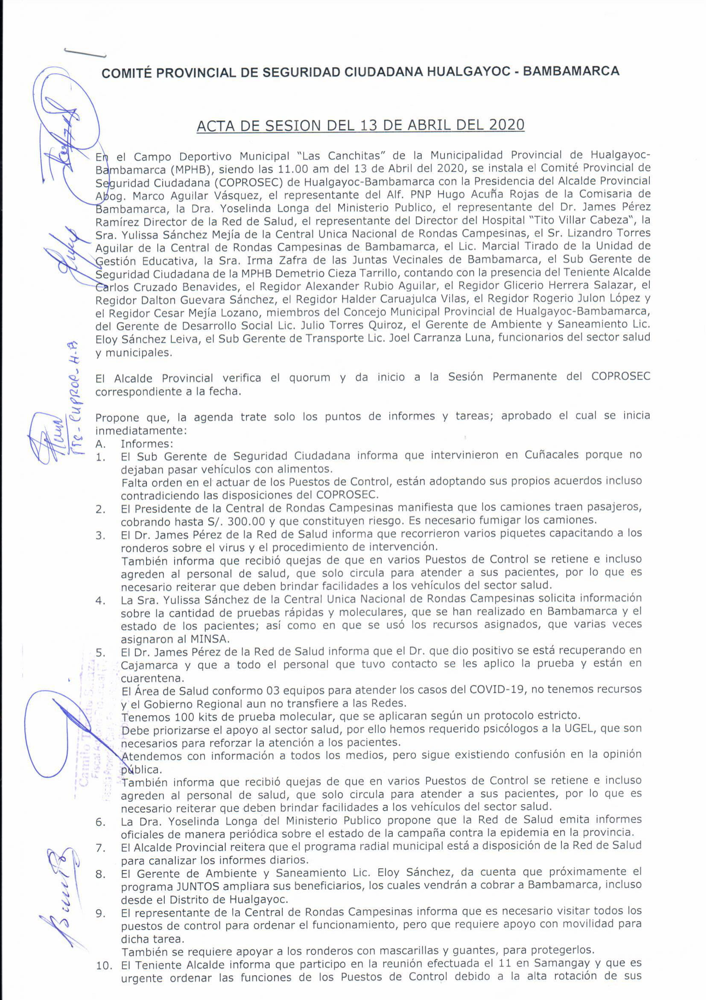 COMITÉ PROVINCIAL DE SEGURIDAD CIUDADANA HUALGAYOC - BAMBAMARCA
ACTA DE SESION DEL 13 DE ABRIL DEL 2020
En el Campo Deportivo Municipal “Las Canchitas” de la Municipalidad Provincial de Hualgayoc-
Bambamarca (MPHB), siendo las 11.00 am del 13 de Abril del 2020, se instala el Comité Provincial de
Seguridad Ciudadana (COPROSEC) de Hualgayoc-Bambamarca con la Presidencia del Alcalde Provincial
Abog. Marco Aguilar Vásquez, el representante del Alf. PNP Hugo Acuña Rojas de la Comisaria de
Bambamarca, la Dra. Yoselinda Longa del Ministerio Publico, el representante del Dr. James Pérez
Ramírez Director de la Red de Salud, el representante del Director del Hospital “Tito Villar Cabeza“, la
Sra. Yulissa Sánchez Mejía de la Central Unica Nacional de Rondas Campesinas, el Sr. Lizandro Torres
Aguilar de la Central de Rondas Campesinas de Bambamarca, el Lic. Marcial Tirado de la Unidad de
Gestión Educativa, la Sra. Irma Zafra de las Juntas Vecinales de Bambamarca, el Sub Gerente de
Seguridad Ciudadana de la MPHB Demetrio Cieza Tarrillo, contando con la presencia del Teniente Alcalde
Carlos Cruzado Benavides, el Regidor Alexander Rubio Aguilar, el Regidor Glicerio Herrera Salazar, el
Regidor Dalton Guevara Sánchez, el Regidor Halder Caruajulca Vilas, el Regidor Rogerio Julon López y
el Regidor Cesar Mejía Lozano, miembros del Concejo Municipal Provincial de Hualgayoc-Bambamarca,
del Gerente de Desarrollo Social Lic. Julio Torres Quiroz, el Gerente de Ambiente y Saneamiento Lic.
Eloy Sánchez Leiva, el Sub Gerente de Transporte Lic. Joel Carranza Luna, funcionarios del sector salud
y municipales.
El Alcalde Provincial verifica el quorum y da inicio a la Sesión Permanente del COPROSEC
correspondiente a la fecha.
Propone que, la agenda trate solo los puntos de informes y tareas; aprobado el cual se inicia
inmediatamente:
A. Informes:
1. El Sub Gerente de Seguridad Ciudadana informa que intervinieron en Cuñacales porque no
dejaban pasar vehículos con alimentos.
Falta orden en el actuar de los Puestos de Control, están adoptando sus propios acuerdos incluso
contradiciendo las disposiciones del COPROSEC.
2. El Presidente de la Central de Rondas Campesinas manifiesta que los camiones traen pasajeros,
cobrando hasta S/. 300.00 y que constituyen riesgo. Es necesario fumigar los camiones.
3. El Dr. James Pérez de la Red de Salud informa que recorrieron varios piquetes capacitando a los
ronderos sobre el virus y el procedimiento de intervención.
También informa que recibió quejas de que en varios Puestos de Control se retiene e incluso
agreden al personal de salud, que solo circula para atender a sus pacientes, por lo que es
necesario reiterar que deben brindar facilidades a los vehículos del sector salud.
4. La Sra. Yulissa Sánchez de la Central Unica Nacional de Rondas Campesinas solicita información
sobre la cantidad de pruebas rápidas y moleculares, que se han realizado en Bambamarca y el
estado de los pacientes; así como en que se usó los recursos asignados, que varias veces
asignaron al MINSA.
5. El Dr. James Pérez de la Red de Salud informa que el Dr. que dio positivo se está recuperando en
Cajamarca y que a todo el personal que tuvo contacto se les aplico la prueba y están en
cuarentena.
El Área de Salud conformo 03 equipos para atender los casos del COVID-19, no tenemos recursos
y el Gobierno Regional aun no transfiere a las Redes.
Tenemos 100 kits de prueba molecular, que se aplicaran según un protocolo estricto.
Debe priorizarse el apoyo al sector salud, por ello hemos requerido psicólogos a la UGEL, que son
necesarios para reforzar la atención a los pacientes.
Atendemos con información a todos los medios, pero sigue existiendo confusión en la opinión
pública.
También informa que recibió quejas de que en varios Puestos de Control se retiene e incluso
agreden al personal de salud, que solo circula para atender a sus pacientes, por lo que es
necesario reiterar que deben brindar facilidades a los vehículos del sector salud.
6. La Dra. Yoselinda Longa del Ministerio Publico propone que la Red de Salud emita informes
oficiales de manera periódica sobre el estado de la campaña contra la epidemia en la provincia.
7. El Alcalde Provincial reitera que el programa radial municipal está a disposición de la Red de Salud
para canalizar los informes diarios.
8. El Gerente de Ambiente y Saneamiento Lic. Eloy Sánchez, da cuenta que próximamente el
programa JUNTOS ampliara sus beneficiarios, los cuales vendrán a cobrar a Bambamarca, incluso
desde el Distrito de Hualgayoc.
9. El representante de la Central de Rondas Campesinas informa que es necesario visitar todos los
puestos de control para ordenar el funcionamiento, pero que requiere apoyo con movilidad para
dicha tarea.
También se requiere apoyar a los ronderos con mascarillas y guantes, para protegerlos.
10. El Teniente Alcalde informa que participo en la reunión efectuada el 11 en Samangay y que es
urgente ordenar las funciones de los Puestos de Control debido a la alta rotación de sus